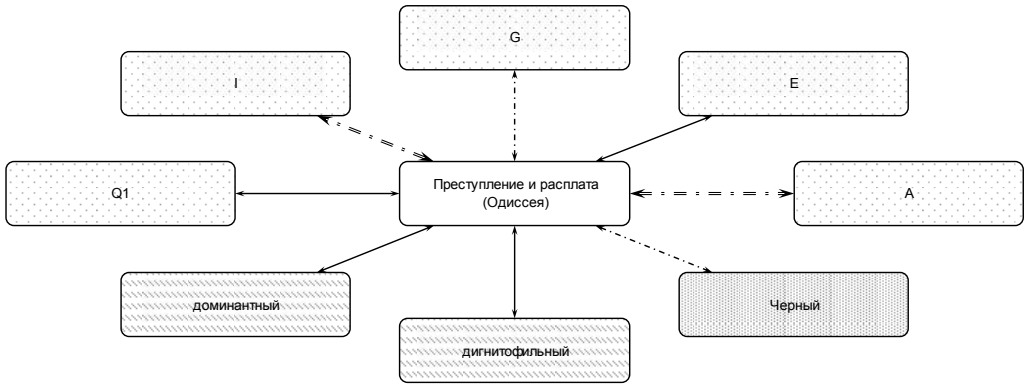 G
I
E
Q1
Преступление и расплата
(Одиссея)
A
доминантный
Черный
дигнитофильный